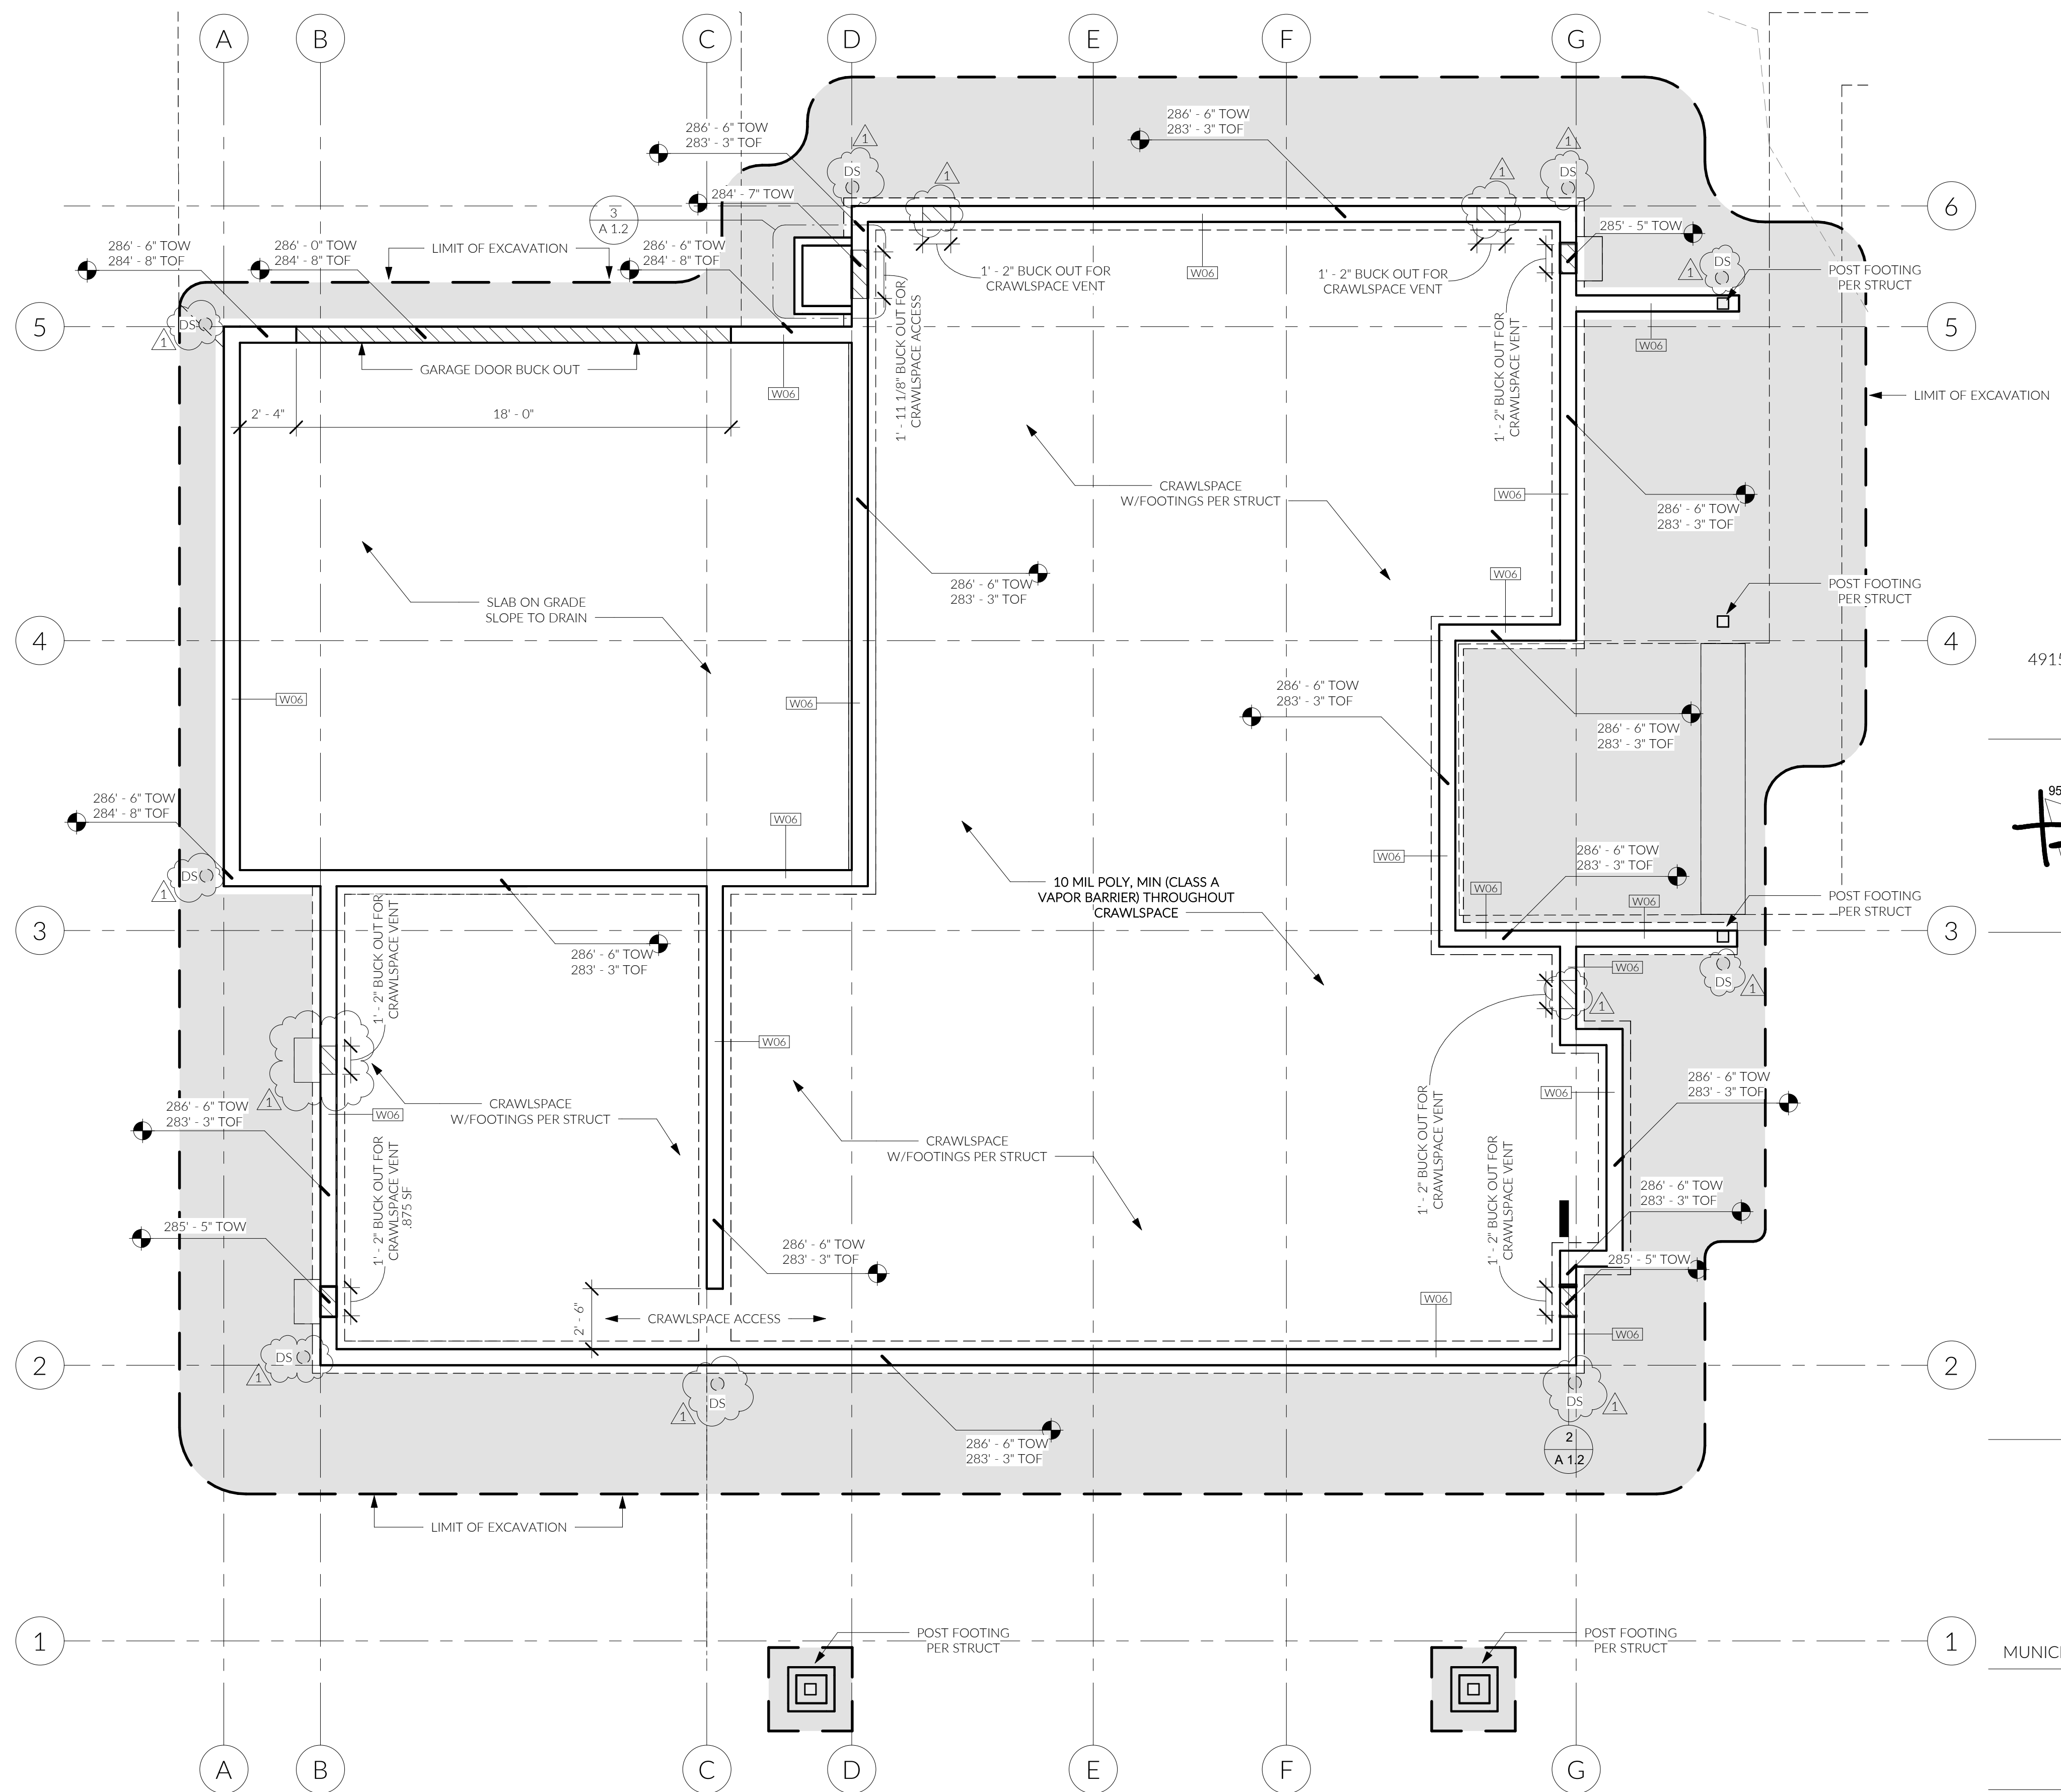 A
B
C
D
E
F
G
286' - 6" TOW
283' - 3" TOF
1
286' - 6" TOW
283' - 3" TOF
1
DS
1
1
DS
284' - 7" TOW
3
A 1.2
6
6
285' - 5" TOW
286' - 6" TOW
284' - 8" TOF
286' - 0" TOW
284' - 8" TOF
LIMIT OF EXCAVATION
286' - 6" TOW
284' - 8" TOF
1' - 2" BUCK OUT FOR
CRAWLSPACE VENT
W06
1' - 2" BUCK OUT FOR
CRAWLSPACE VENT
DS
1
POST FOOTING
PER STRUCT
5
DS
1
5
W06
GARAGE DOOR BUCK OUT
W06
1' - 11 1/8" BUCK OUT FOR
CRAWLSPACE ACCESS
1' - 2" BUCK OUT FOR
CRAWLSPACE VENT
LIMIT OF EXCAVATION
2' - 4"
18' - 0"
CRAWLSPACE
W/FOOTINGS PER STRUCT
W06
286' - 6" TOW
283' - 3" TOF
286' - 6" TOW
283' - 3" TOF
W06
POST FOOTING
PER STRUCT
SLAB ON GRADE
SLOPE TO DRAIN
4
4
4915
W06
W06
286' - 6" TOW
283' - 3" TOF
286' - 6" TOW
283' - 3" TOF
95
286' - 6" TOW
284' - 8" TOF
W06
W06
286' - 6" TOW
283' - 3" TOF
DS
1
10 MIL POLY, MIN (CLASS A
VAPOR BARRIER) THROUGHOUT
CRAWLSPACE
W06
W06
POST FOOTING
PER STRUCT
3
3
1' - 2" BUCK OUT FOR
CRAWLSPACE VENT
286' - 6" TOW
283' - 3" TOF
W06
DS
1
1
W06
1
286' - 6" TOW
283' - 3" TOF
W06
CRAWLSPACE
W/FOOTINGS PER STRUCT
W06
286' - 6" TOW
283' - 3" TOF
CRAWLSPACE
W/FOOTINGS PER STRUCT
1' - 2" BUCK OUT FOR
CRAWLSPACE VENT
1' - 2" BUCK OUT FOR
CRAWLSPACE VENT
.875 SF
1' - 2" BUCK OUT FOR
CRAWLSPACE VENT
286' - 6" TOW
283' - 3" TOF
285' - 5" TOW
286' - 6" TOW
283' - 3" TOF
285' - 5" TOW
W06
2' - 6"
CRAWLSPACE ACCESS
W06
2
DS
1
2
DS
1
DS
1
286' - 6" TOW
283' - 3" TOF
2
A 1.2
LIMIT OF EXCAVATION
1
POST FOOTING
PER STRUCT
POST FOOTING
PER STRUCT
1
A
B
C
D
E
F
G